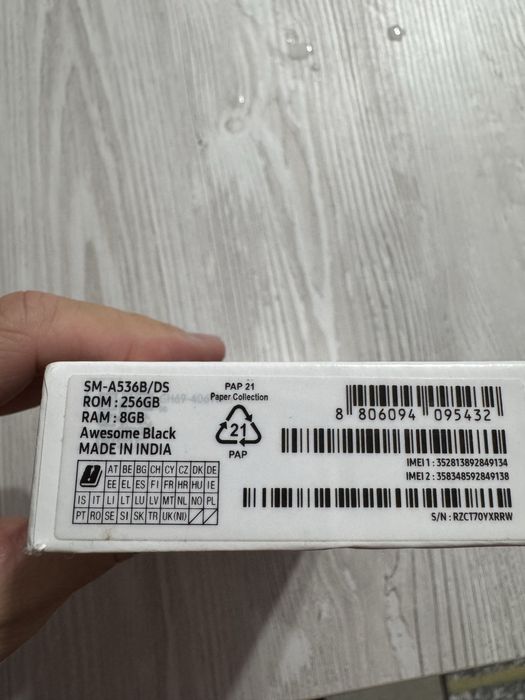 SM-A536B/DS
ROM : 256GB
RAM : 8GB
Awesome Black
MADE IN INDIA
AT BE BG CH CY CZ DK DE
EE EL ES FI FR HR HU IE
IS IT LI LT LU LV MT NL NO PL
PT RO SE SI SK TR UK(NI)
PAP 21
Paper Collection
21
PAP
8 806094 095432
IMEI 1 : 352813892849134
IMEI 2 : 358348592849138
S/N : RZCT70YXRRW